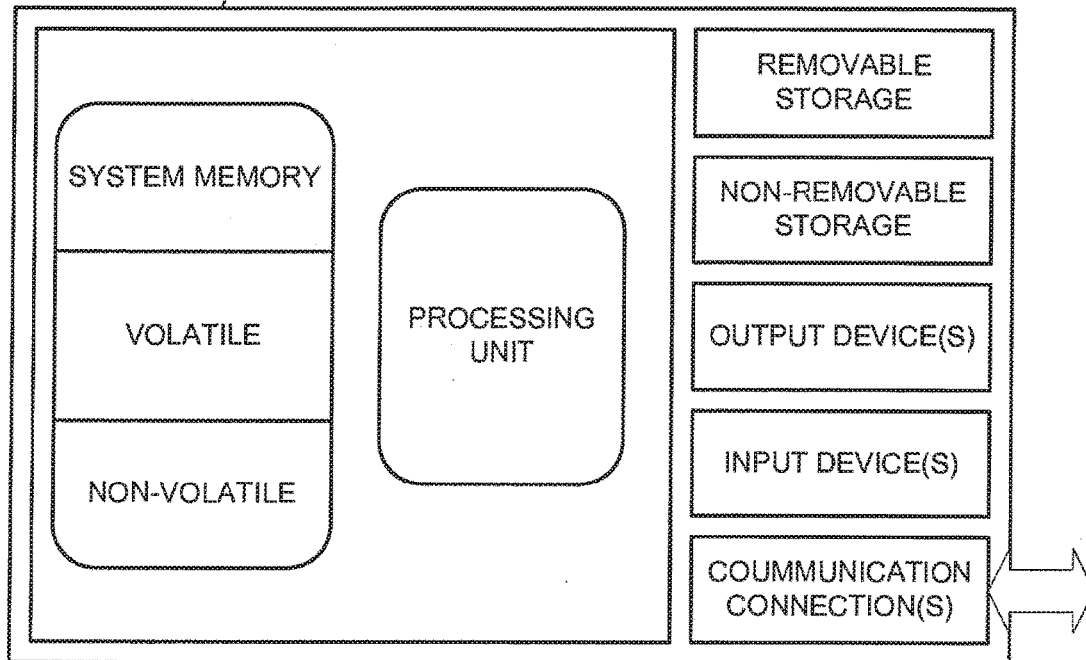 SYSTEM MEMORY
VOLATILE
NON-VOLATILE
PROCESSING
UNIT
REMOVABLE
STORAGE
NON-REMOVABLE
STORAGE
OUTPUT DEVICE(S)
INPUT DEVICE(S)
COUMMUNICATION
CONNECTION(S)